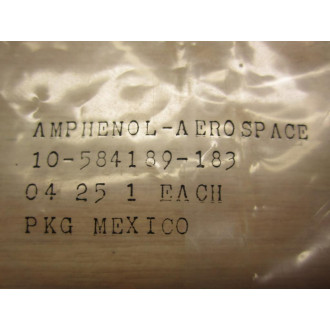 AMPHENOL-AEROSPACE
10-584189-183
04 25 1 EACH
PKG MEXICO